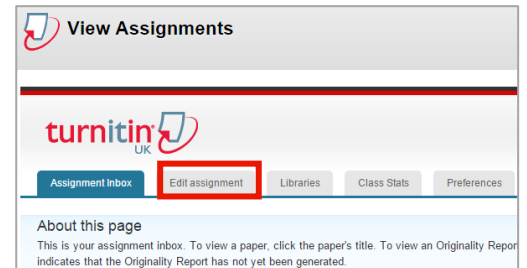 View Assignments
turnitin
UK
Assignment Inbox Edit assignment Libraries Class Stats Preferences
About this page
This is your assignment inbox. To view a paper, click the paper's title. To view an Originality Repor
indicates that the Originality Report has not yet been generated.